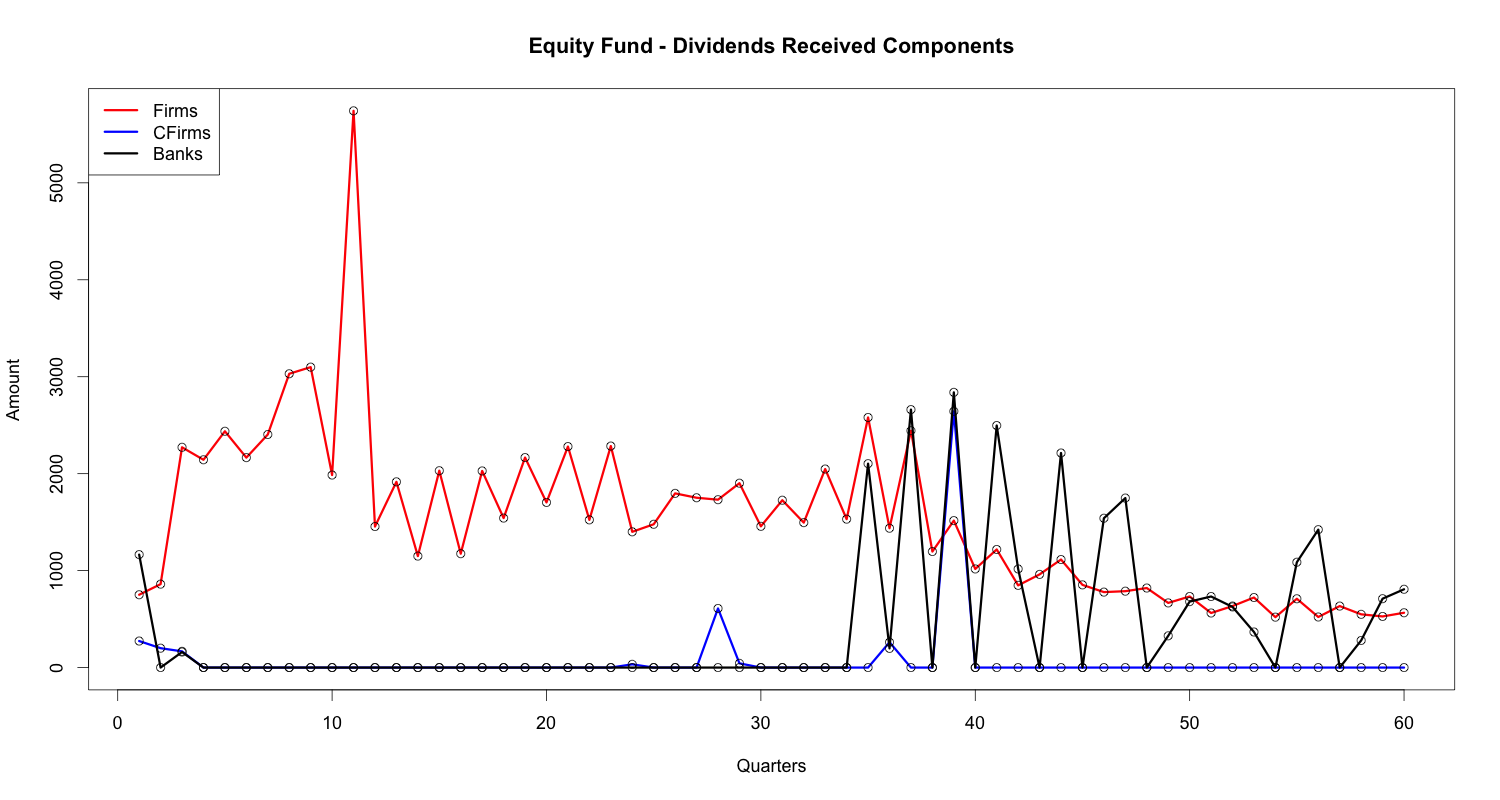 Equity Fund - Dividends Received Components
Firms
CFirms
Banks
Amount
5000
4000
3000
2000
1000
0
0 10 20 30 40 50 60
Quarters